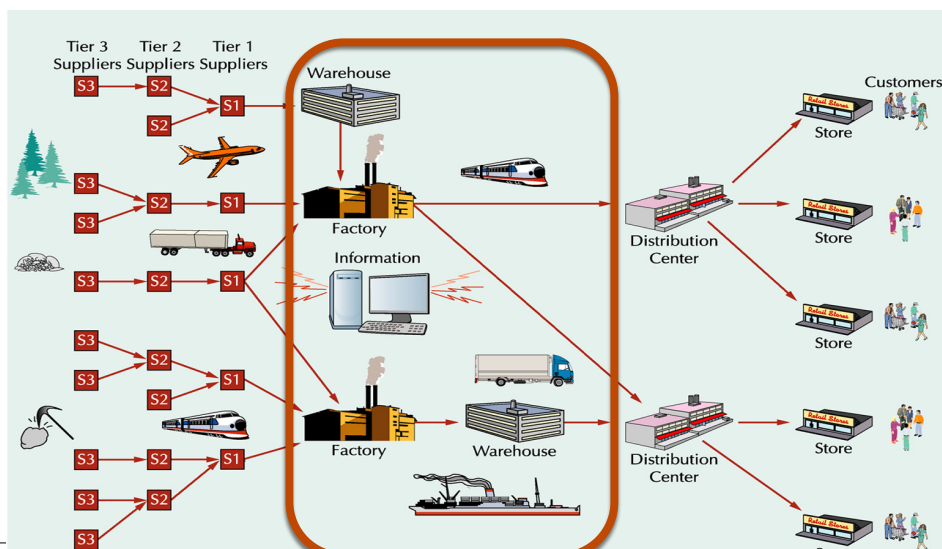 Tier 3
Suppliers
Tier 2
Suppliers
Tier 1
Suppliers
Warehouse
Customers
S3
S2
S1
S2
Retail Stores
Store
S3
S2
S1
S3
Factory
Distribution
Center
Retail Stores
Store
Information
S3
S2
S1
Retail Stores
Store
S3
S2
S3
S1
S2
Factory
Warehouse
Distribution
Center
Retail Stores
Store
S3
S2
S1
S3
S2
S3
Retail Stores